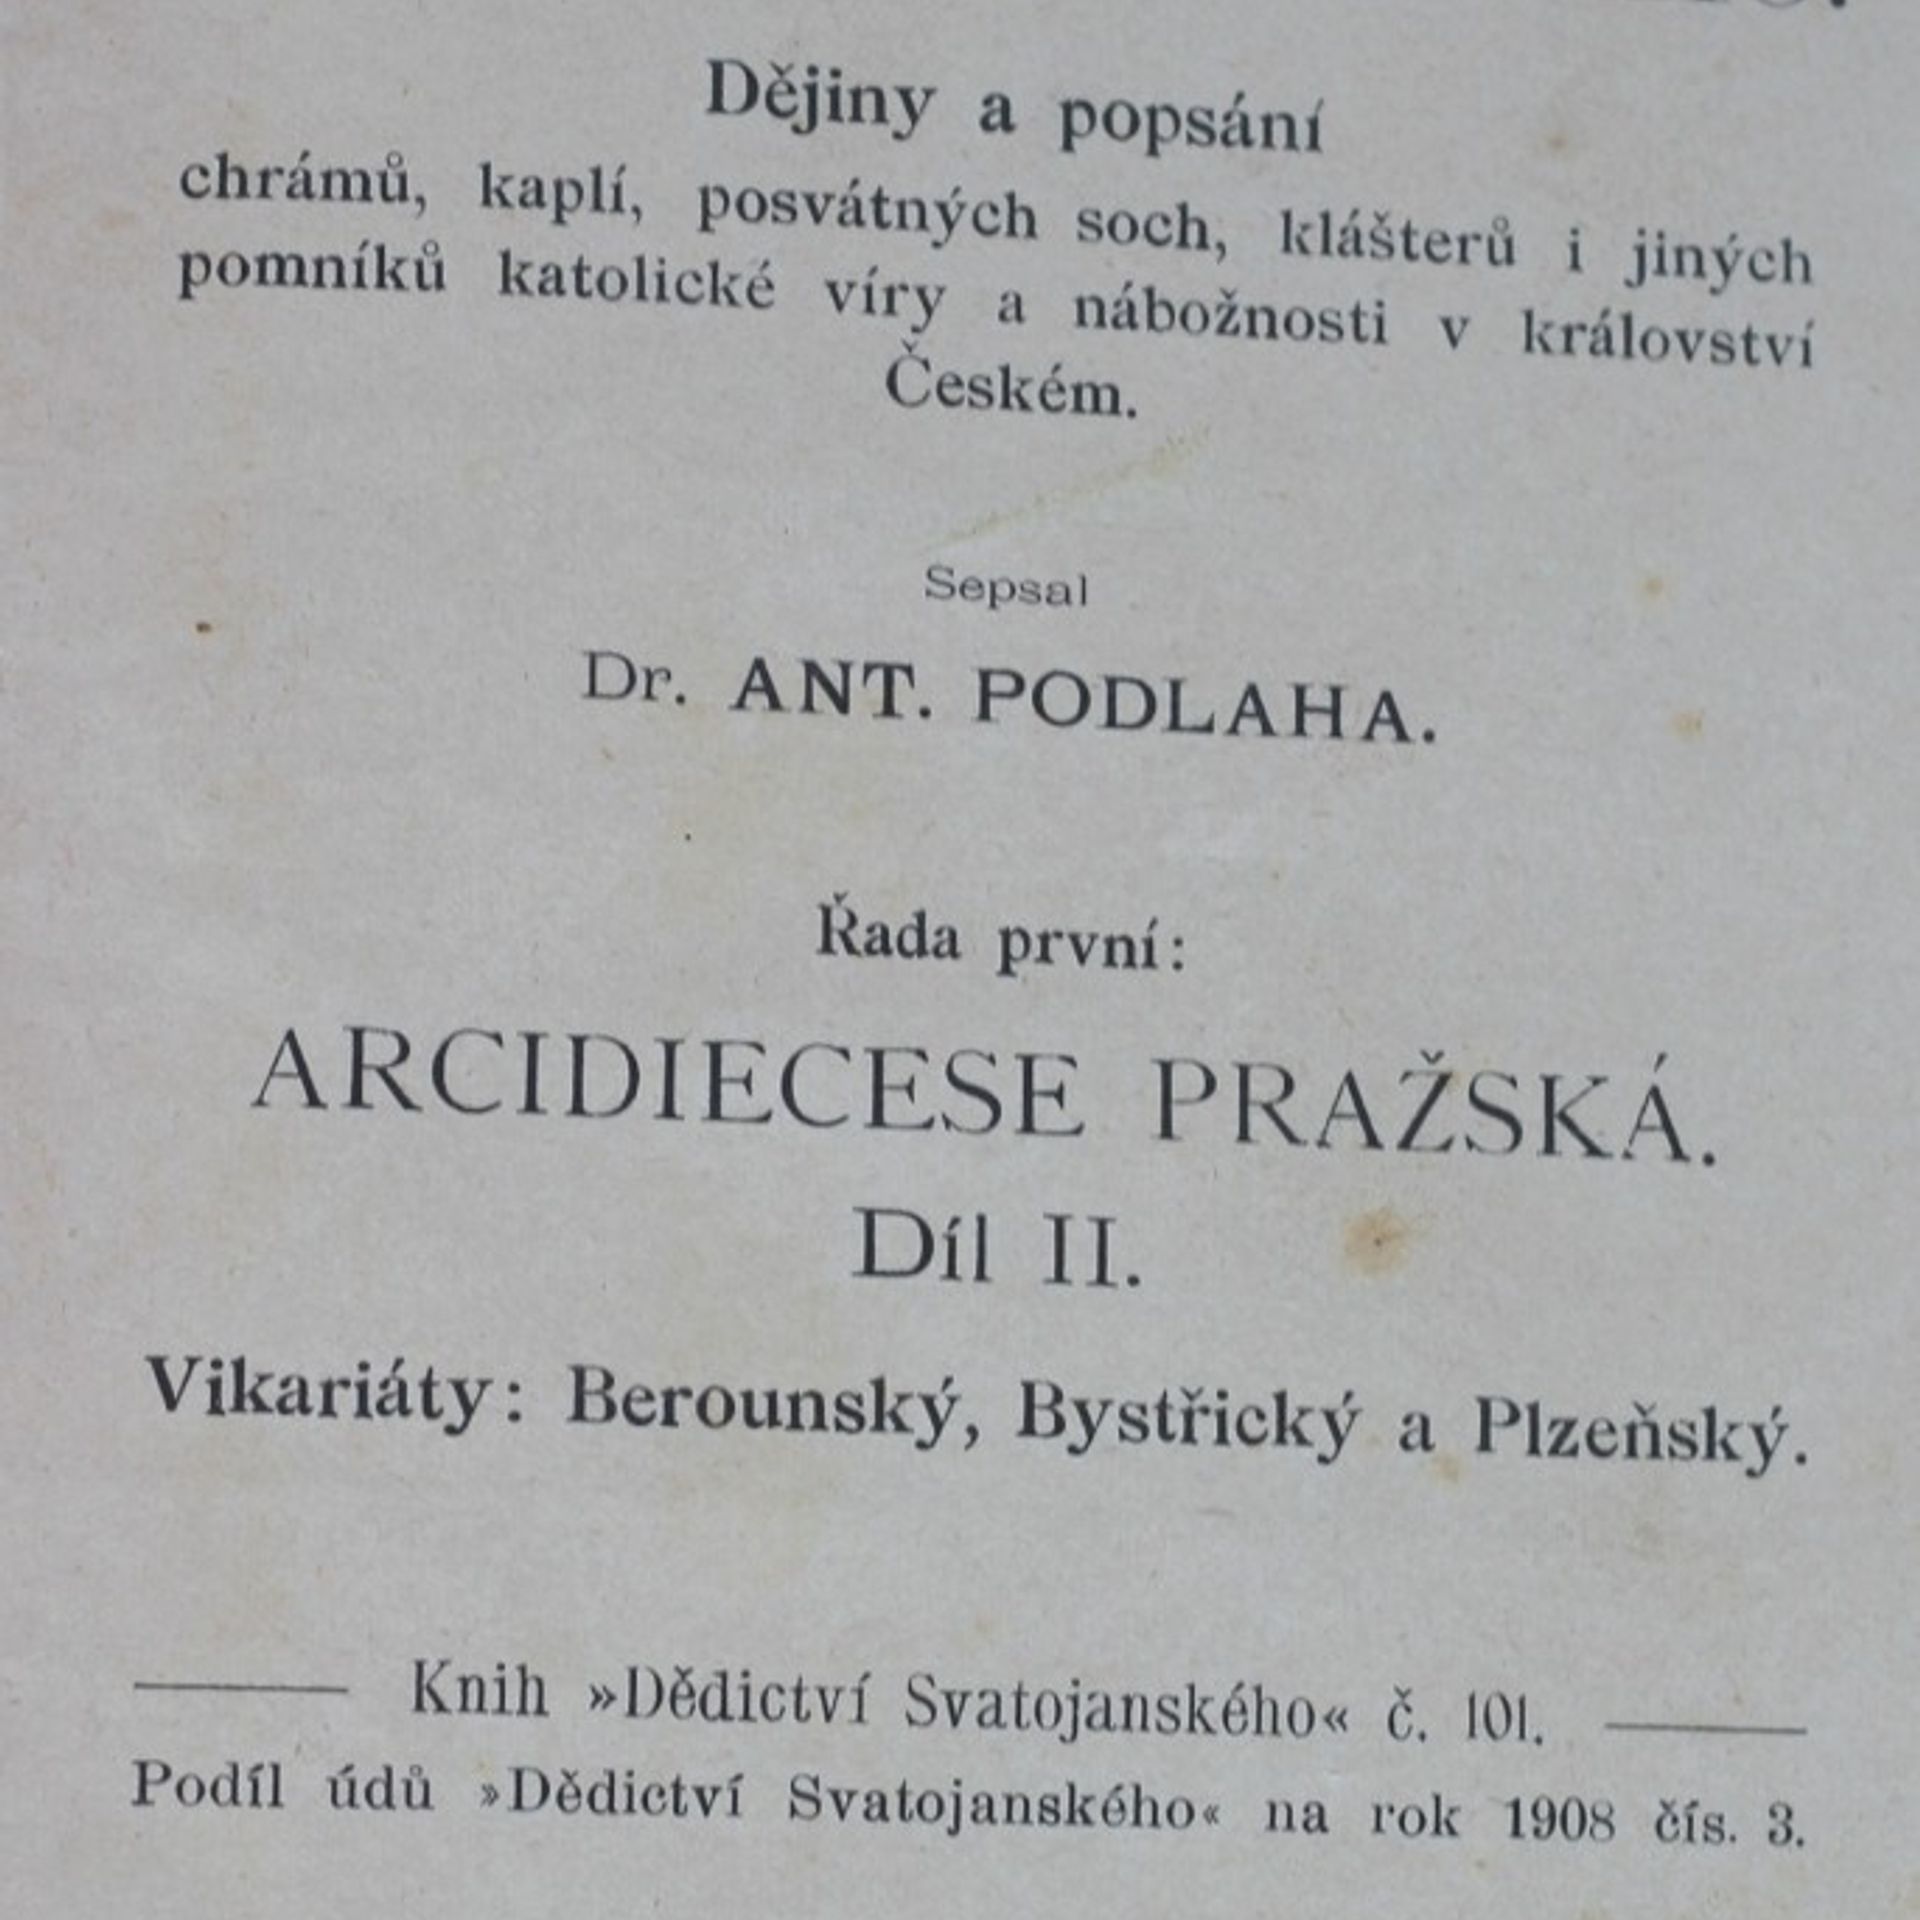 Dějiny a popsání
chrámů, kaplí, posvátných soch, klášterů i jiných
pomníků katolické víry a nábožnosti v království
Českém.
Sepsal
Dr. ANT. PODLAHA.
Řada první:
ARCIDIECESE PRAŽSKÁ.
Díl II.
Vikariáty: Berounský, Bystřický a Plzeňský.
Knih »Dědictví Svatojanského« č. 101.
Podíl údů »Dědictví Svatojanského« na rok 1908 čís. 3.